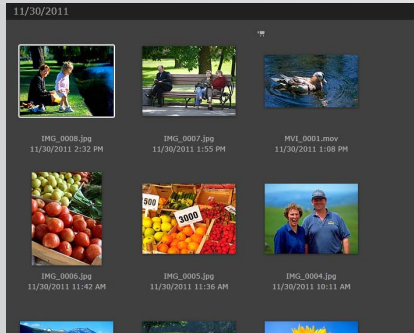 11/30/2011
IMG_0008.jpg
11/30/2011 2:32 PM
IMG_0007.jpg
11/30/2011 1:55 PM
MVI_0001.mov
11/30/2011 1:08 PM
500
3000
IMG_0006.jpg
11/30/2011 11:42 AM
IMG_0005.jpg
11/30/2011 11:36 AM
IMG_0004.jpg
11/30/2011 10:11 AM